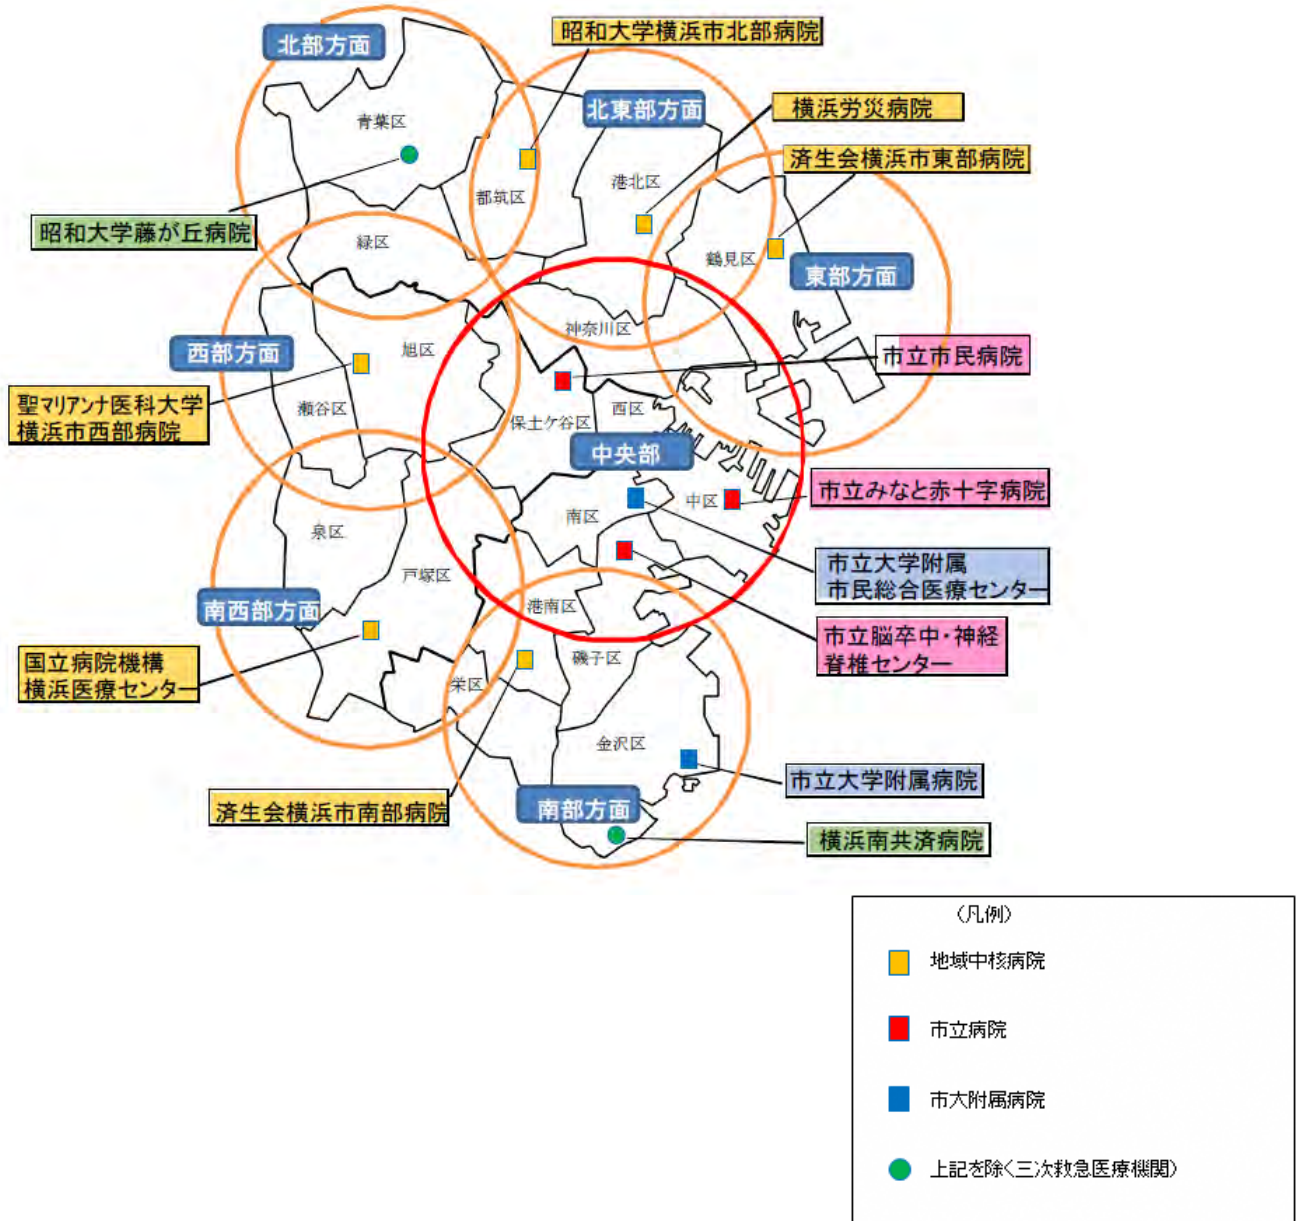 昭和大学横浜市北部病院
北部方面
北東部方面
横浜労災病院
青葉区
済生会横浜市東部病院
港北区
都筑区
昭和大学藤が丘病院
緑区
鶴見区
東部方面
神奈川区
西部方面
旭区
市立市民病院
聖マリアンナ医科大学
横浜市西部病院
瀬谷区
保土ケ谷区
西区
中央部
市立みなと赤十字病院
中区
南区
泉区
市立大学附属
市民総合医療センター
戸塚区
南西部方面
港南区
市立脳卒中・神経
脊椎センター
国立病院機構
横浜医療センター
磯子区
栄区
金沢区
市立大学附属病院
済生会横浜市南部病院
南部方面
横浜南共済病院
(凡例)
地域中核病院
市立病院
市大附属病院
上記を除く三次救急医療機関)